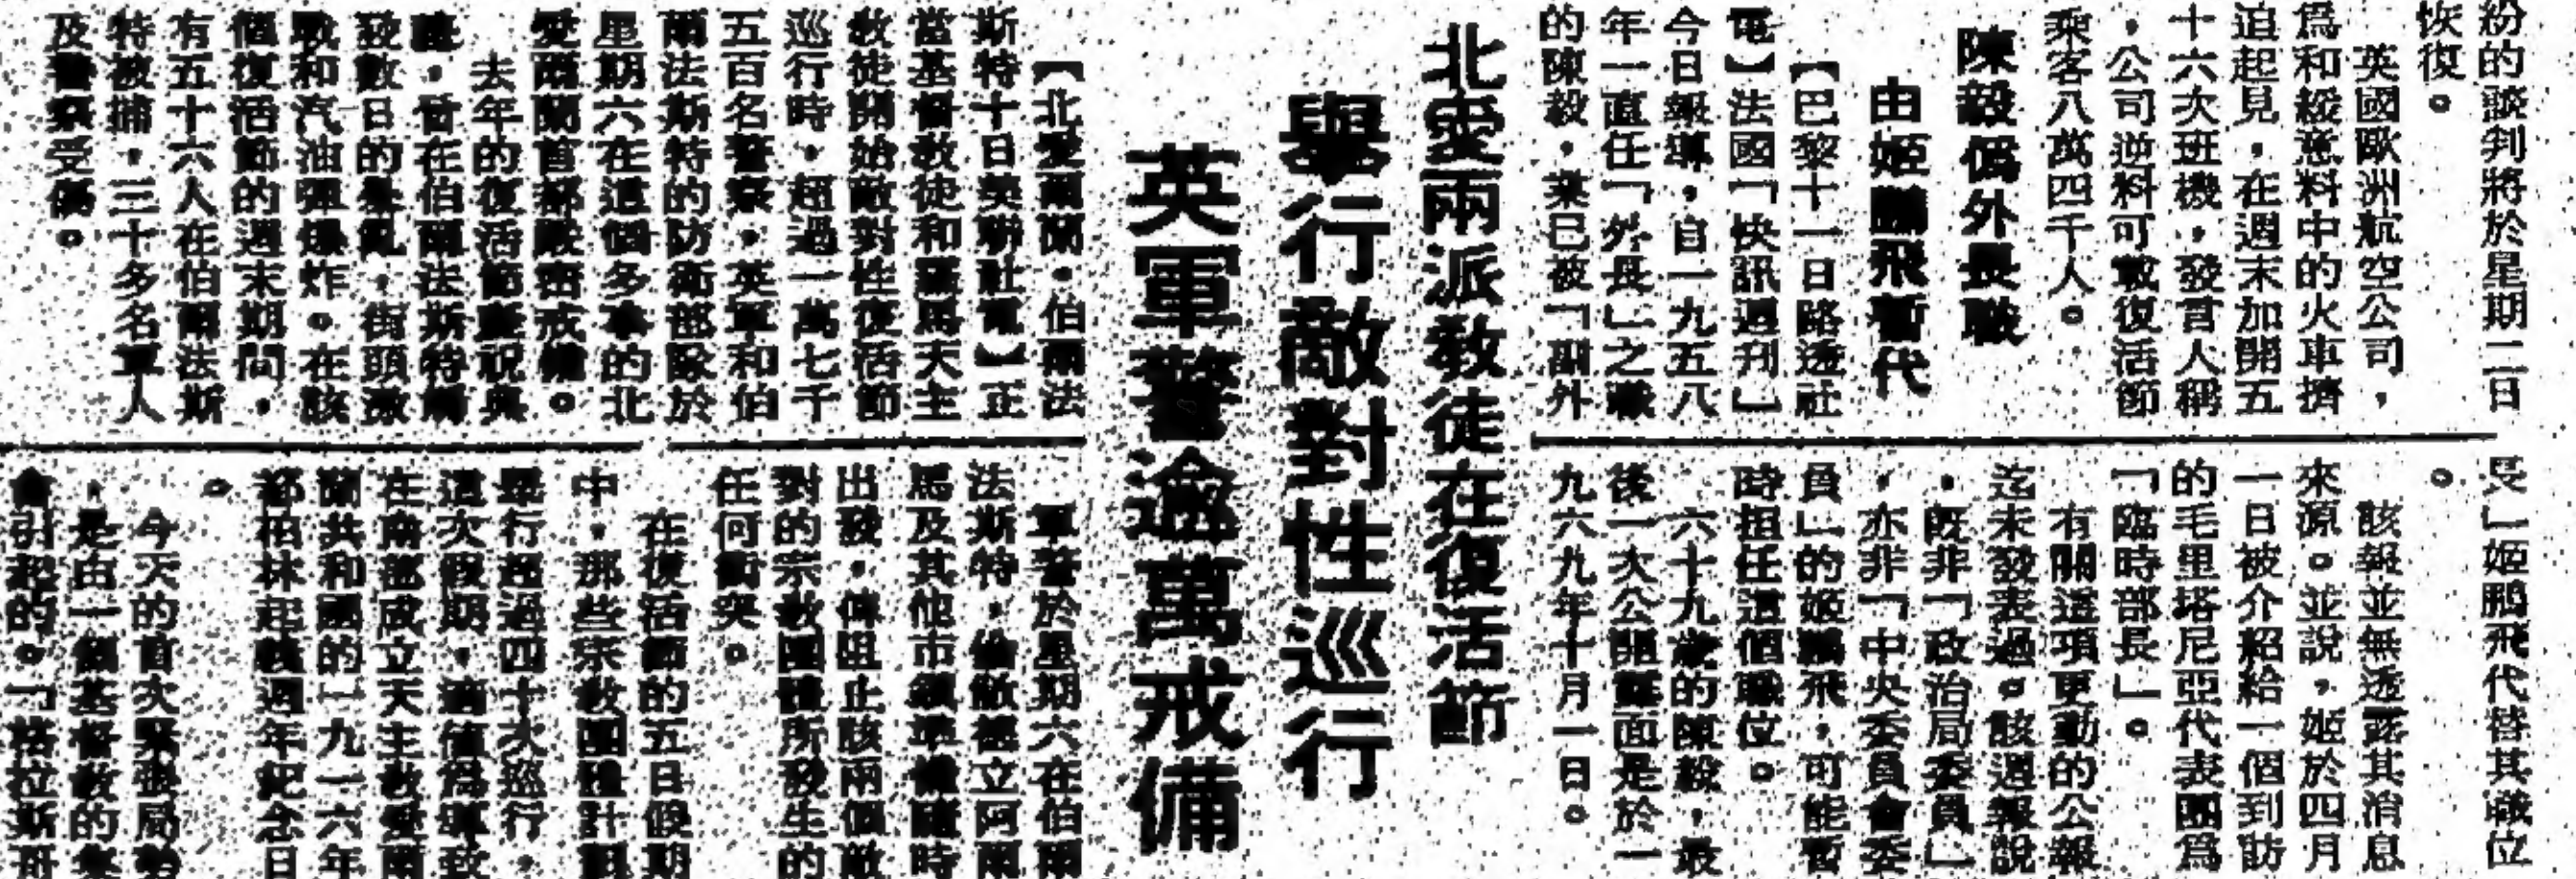 紛的談判將於星期二日
恢復。
英國歐洲航空公司，
爲和緩意料中的火車擠
追起見，在週末加開五
十六次班機，發言人稱
，公司逆料可載復活節
乘客八萬四千人。
陳毅僞外長職
由姬鵬飛暫代
【巴黎十一日路透社
電】法國「快訊週刊」
今日報導，自一九五八
年一直任「外長」之職
的陳毅，業已被「副外
長」姬鵬飛代替其職位
。
該報並無透露其消息
來源。並說，姬於四月
一日被介紹給一個到訪
的毛里塔尼亞代表團爲
「臨時部長」。
有關這項更動的公報
迄未發表過。該週報說
，既非「政治局委員」
，亦非「中央委員會委
員」的姬鵬飛，可能暫
時担任這個職位。
六十九歲的陳毅，最
後一次公開露面是於一
九六九年十月一日。
北愛兩派教徒在復活節
舉行敵對性巡行
英軍警逾萬戒備
【北愛爾蘭・伯爾法
斯特十日美聯社電】正
當基督教徒和羅馬天主
教徒開始敵對性復活節
巡行時，超過一萬七千
五百名警察，英軍和伯
爾法斯特的防衛部隊於
星期六在這個多事的北
愛爾蘭首都嚴密戒備。
去年的復活節慶祝典
禮，曾在伯爾法斯特觸
發數日的暴亂，街頭激
戰和汽油彈爆炸。在該
個復活節的週末期間，
有五十六人在伯爾法斯
特被捕，三十多名軍人
及警察受傷。
軍警於星期六在伯爾
法斯特，倫敵德立阿爾
馬及其他市鎮準備隨時
出發，俾阻止該兩個敵
對的宗教團體所發生的
任何衝突。
在復活節的五日假期
中，那些宗教團體計劃
舉行超過四十次巡行，
這次假期，適值爲導致
在南部成立天主教愛爾
蘭共和國的一九一六年
都柏林起義週年紀念日
。
今天的首次緊張局勢
，是由一個基督教的集
會引起的。「格拉斯哥